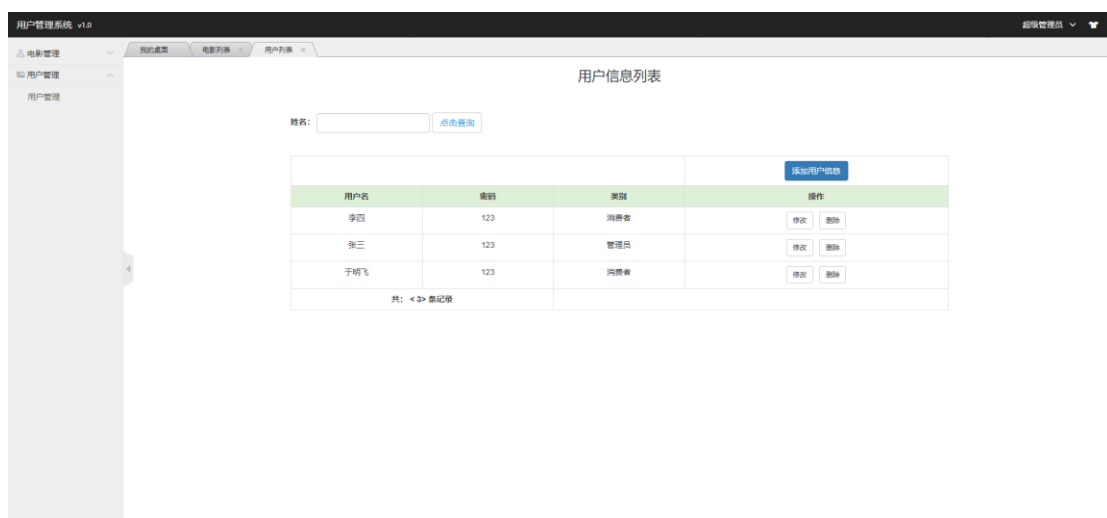 用户管理系统 v1.0 超级管理员
电影管理
用户管理
用户管理
我的桌面 电影列表 × 用户列表 ×
用户信息列表
姓名: 点击查询
添加用户信息
用户名 密码 类别 操作
李四 123 消费者 修改 删除
张三 123 管理员 修改 删除
于明飞 123 消费者 修改 删除
共: < 3> 条记录